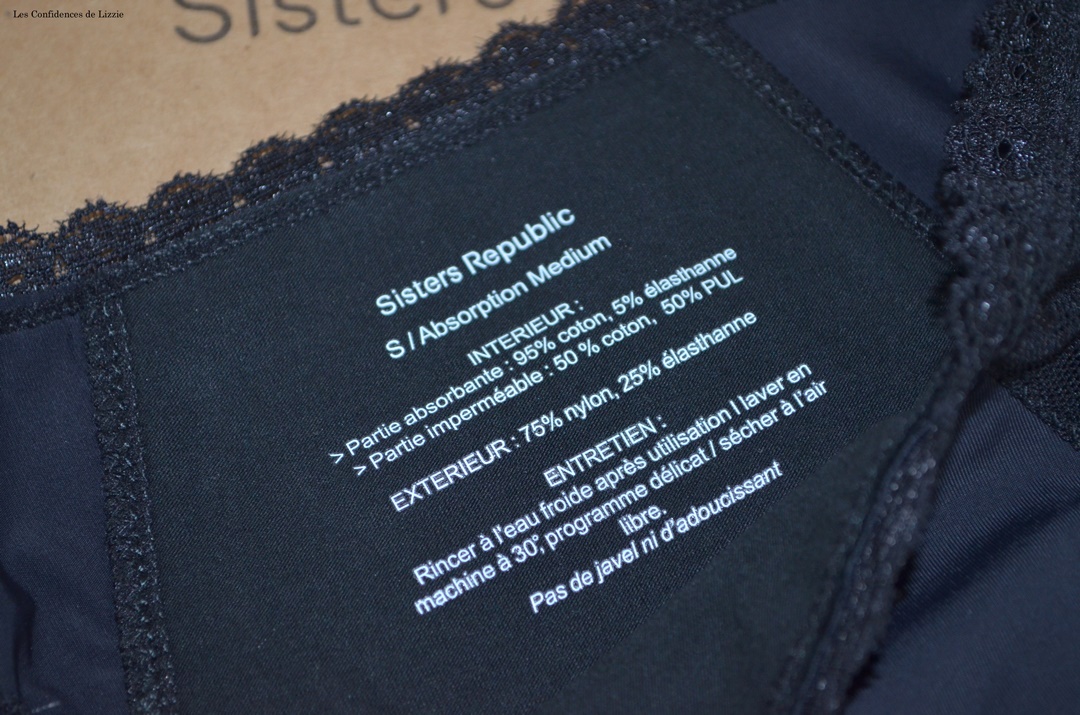 Les Confidences de Lizzie
Sisters
Sisters Republic
S / Absorption Medium
INTERIEUR :
> Partie absorbante : 95% coton, 5% élasthanne
> Partie imperméable : 50 % coton, 50% PUL
EXTERIEUR : 75% nylon, 25% élasthanne
ENTRETIEN :
Rincer à l'eau froide après utilisation I laver en
machine à 30°, programme délicat / sécher à l'air
libre.
Pas de javel ni d'adoucissant